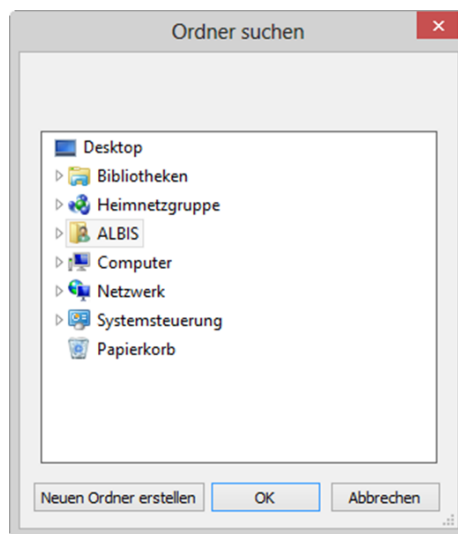 Ordner suchen
Desktop
Bibliotheken
Heimnetzgruppe
ALBIS
Computer
Netzwerk
Systemsteuerung
Papierkorb
Neuen Ordner erstellen OK Abbrechen